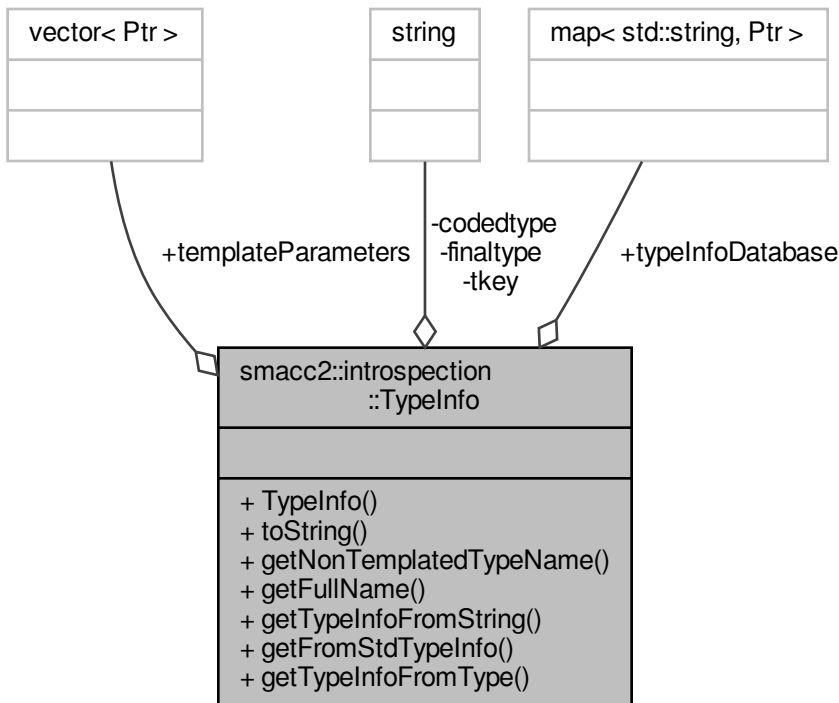 vector< Ptr >
string
map< std::string, Ptr >
+templateParameters
-codedtype
-finaltype
-tkey
+typeInfoDatabase
smacc2::introspection
::TypeInfo
+ TypeInfo()
+ toString()
+ getNonTemplatedTypeName()
+ getFullName()
+ getTypeInfoFromString()
+ getFromStdTypeInfo()
+ getTypeInfoFromType()